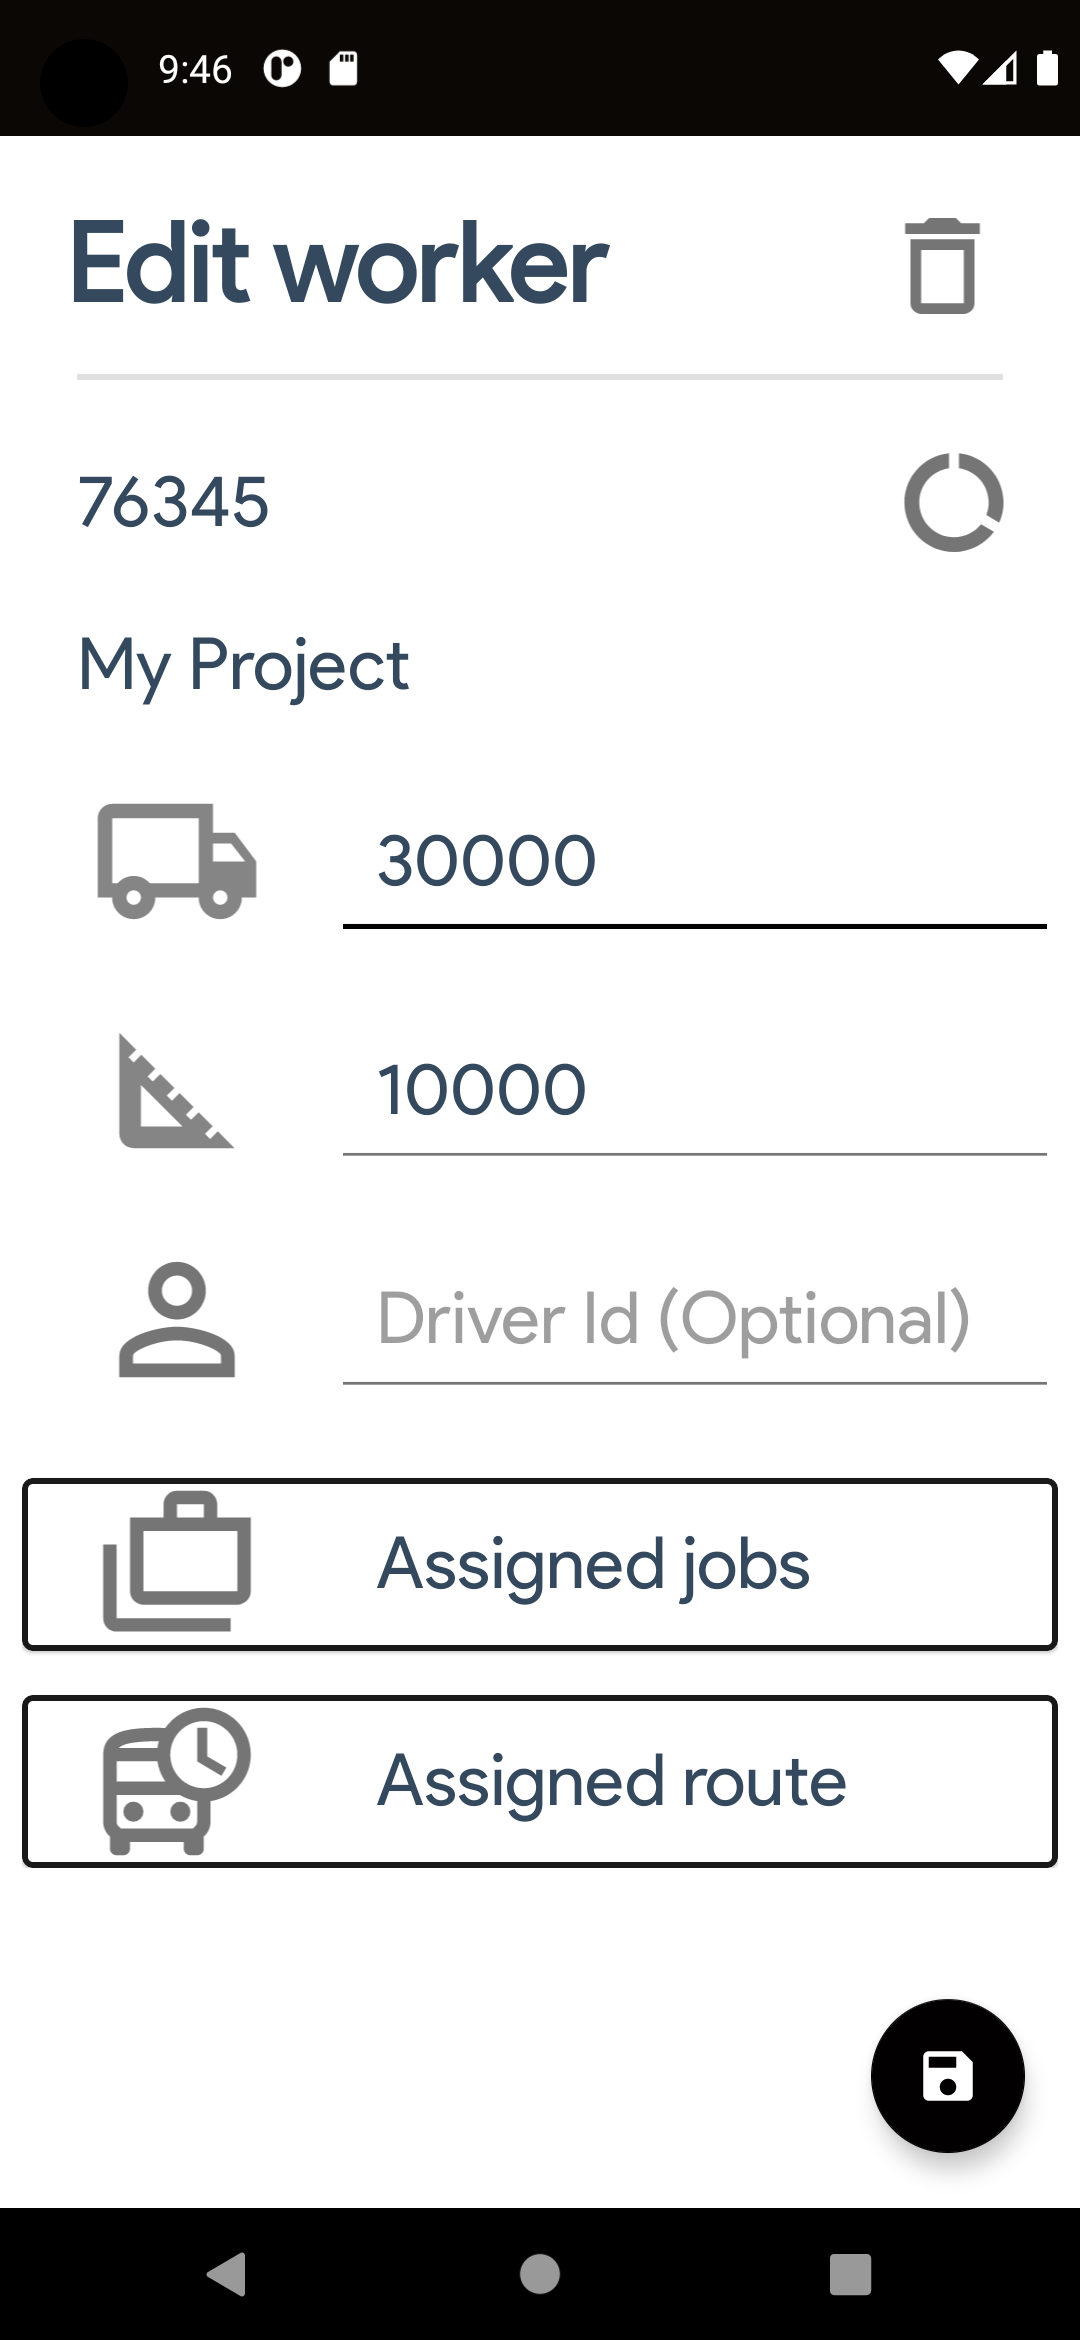 9:46
Edit worker
76345
My Project
30000
10000
Driver Id (Optional)
Assigned jobs
Assigned route